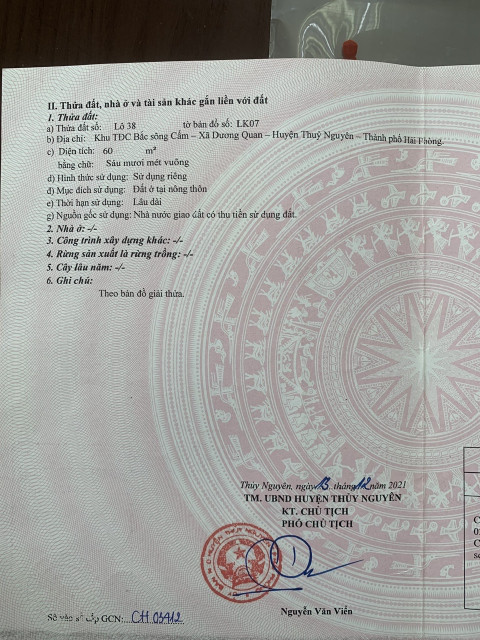 II. Thửa đất, nhà ở và tài sản khác gắn liền với đất
1. Thửa đất:
a) Thửa đất số: Lô 38 tờ bản đồ số: LK07
b) Địa chỉ: Khu TĐC Bắc sông Cấm – Xã Dương Quan – Huyện Thuỷ Nguyên – Thành phố Hải Phòng.
c) Diện tích: 60 m²
bằng chữ: Sáu mươi mét vuông
d) Hình thức sử dụng: Sử dụng riêng
đ) Mục đích sử dụng: Đất ở tại nông thôn
e) Thời hạn sử dụng: Lâu dài
g) Nguồn gốc sử dụng: Nhà nước giao đất có thu tiền sử dụng đất.
2. Nhà ở: -/-
3. Công trình xây dựng khác: -/-
4. Rừng sản xuất là rừng trồng: -/-
5. Cây lâu năm: -/-
6. Ghi chú:
Theo bản đồ giải thửa.
Thủy Nguyên, ngày 13 tháng 12 năm 2021
TM. UBND HUYỆN THỦY NGUYÊN
KT. CHỦ TỊCH
PHÓ CHỦ TỊCH
Nguyễn Văn Viển
Số vào sổ cấp GCN: CH 03412